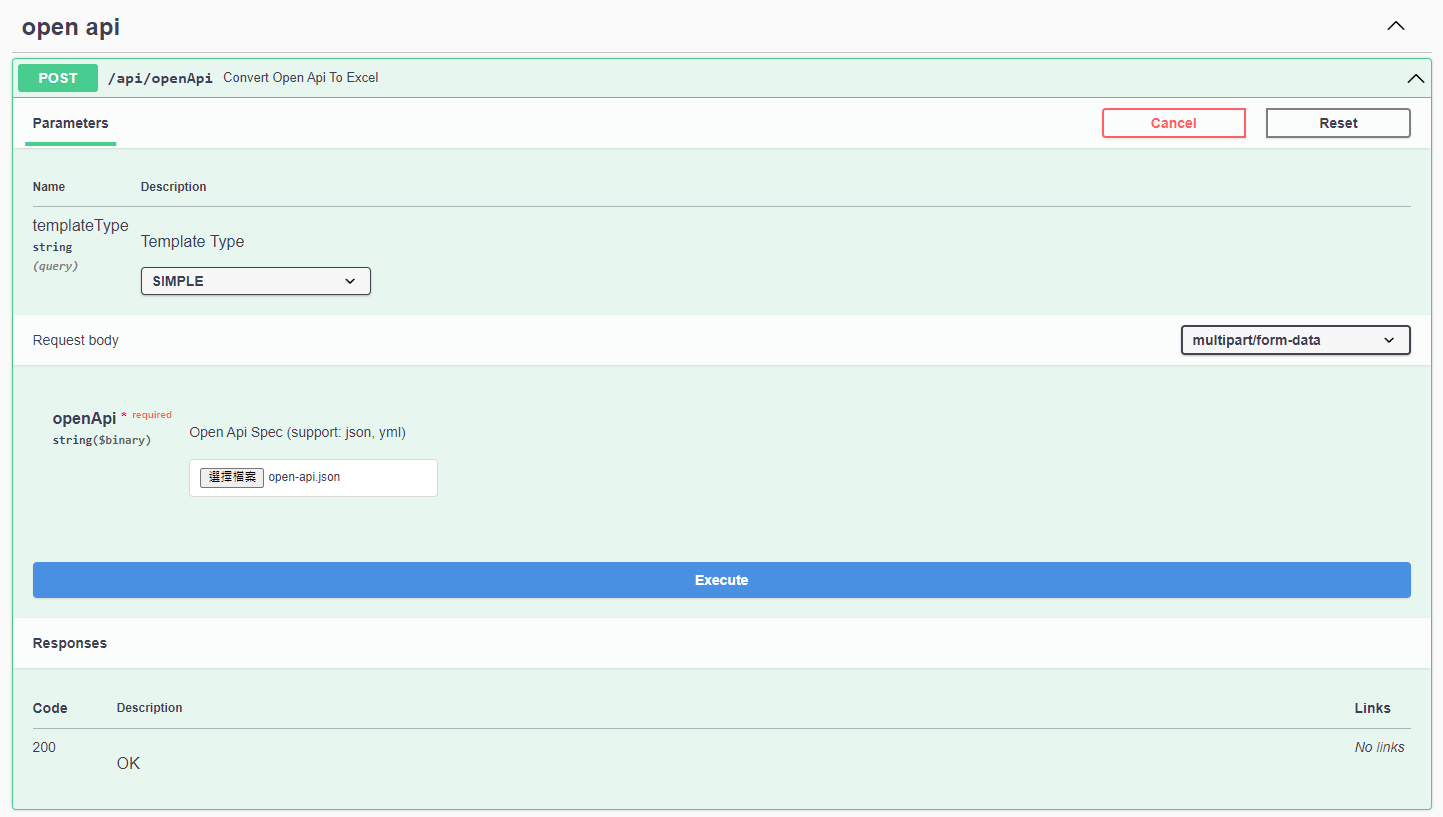 open api
POST /api/openApi Convert Open Api To Excel
Parameters Cancel Reset
Name Description
templateType
string
(query)
Template Type
SIMPLE
Request body multipart/form-data
openApi * required
string($binary)
Open Api Spec (support: json, yml)
選擇檔案 open-api.json
Execute
Responses
Code Description Links
200 No links
OK